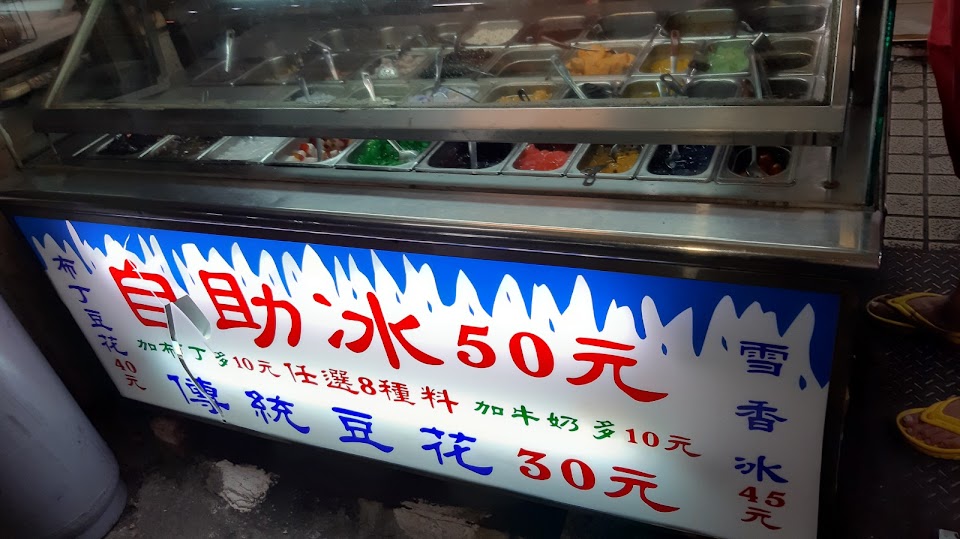 布丁豆花
40元
自助冰50元
加布丁多10元任選8種料 加牛奶多10元
傳統豆花 30元
雪香冰
45元